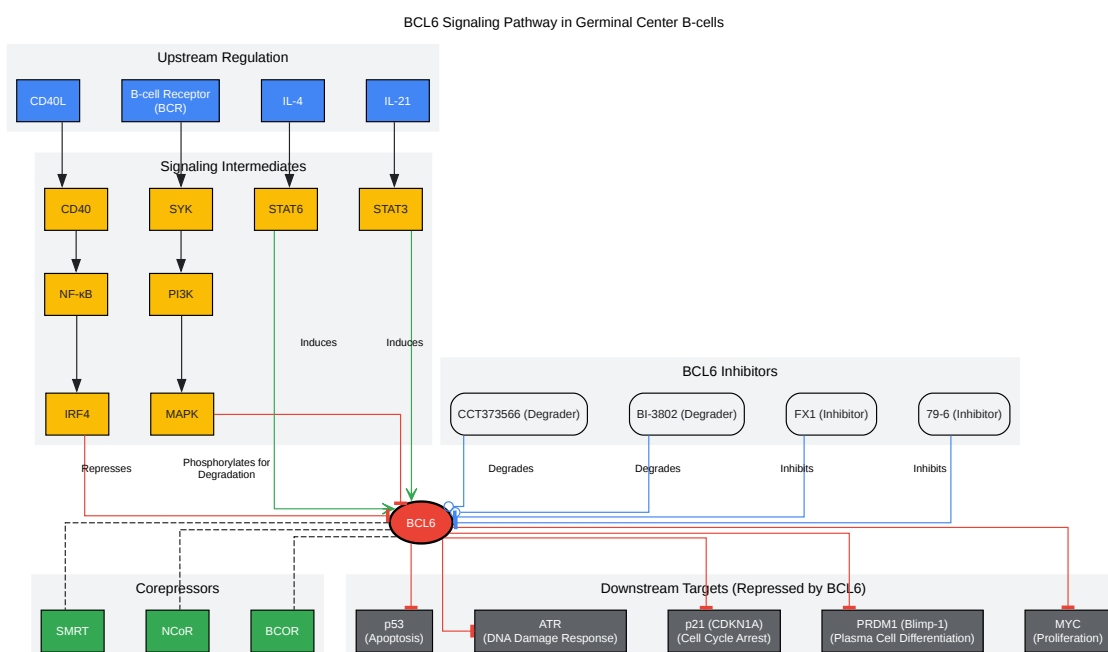 BCL6 Signaling Pathway in Germinal Center B-cells
Upstream Regulation
CD40L
B-cell Receptor
(BCR)
IL-4
IL-21
Signaling Intermediates
CD40
SYK
STAT6
STAT3
NF-κB
PI3K
Induces
Induces
IRF4
MAPK
BCL6 Inhibitors
CCT373566 (Degrader)
BI-3802 (Degrader)
FX1 (Inhibitor)
79-6 (Inhibitor)
Represses
Phosphorylates for
Degradation
Degrades
Degrades
Inhibits
Inhibits
BCL6
Corepressors
SMRT
NCoR
BCOR
Downstream Targets (Repressed by BCL6)
p53
(Apoptosis)
ATR
(DNA Damage Response)
p21 (CDKN1A)
(Cell Cycle Arrest)
PRDM1 (Blimp-1)
(Plasma Cell Differentiation)
MYC
(Proliferation)